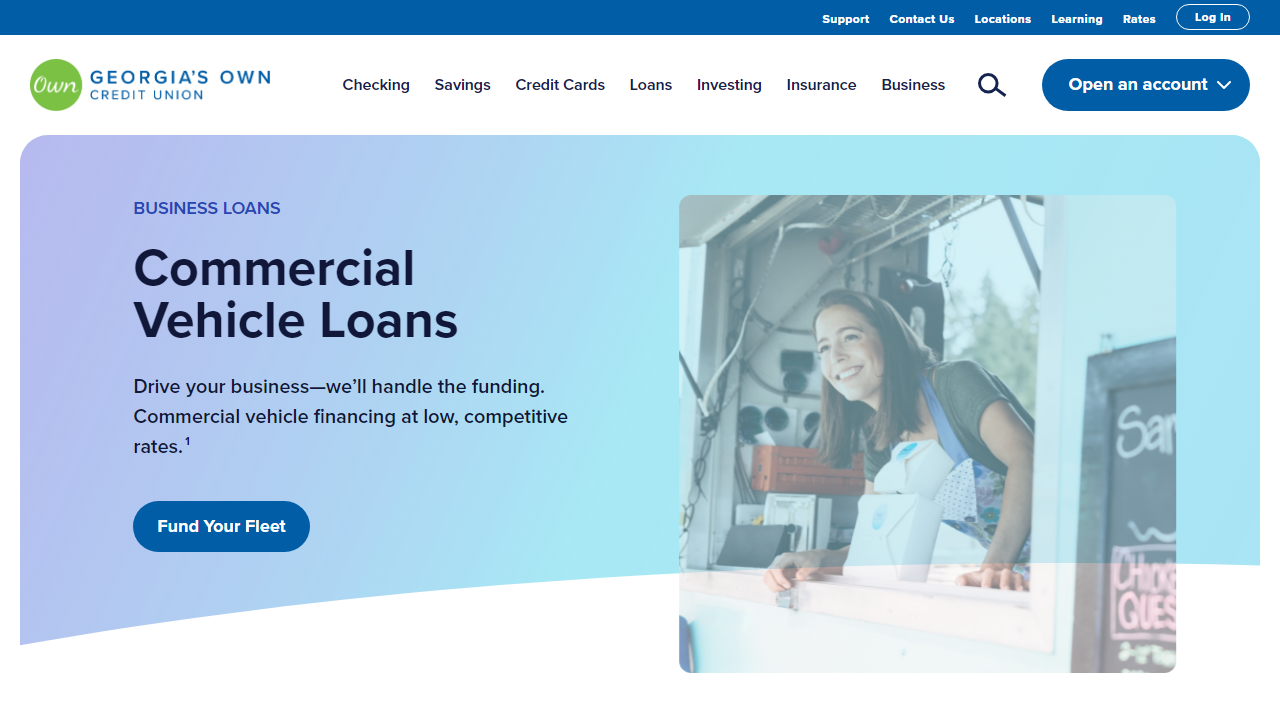 Support Contact Us Locations Learning Rates Log In
Own GEORGIA'S OWN
CREDIT UNION
Checking Savings Credit Cards Loans Investing Insurance Business Open an account
BUSINESS LOANS
Commercial
Vehicle Loans
Drive your business—we’ll handle the funding.
Commercial vehicle financing at low, competitive
rates.¹
Fund Your Fleet